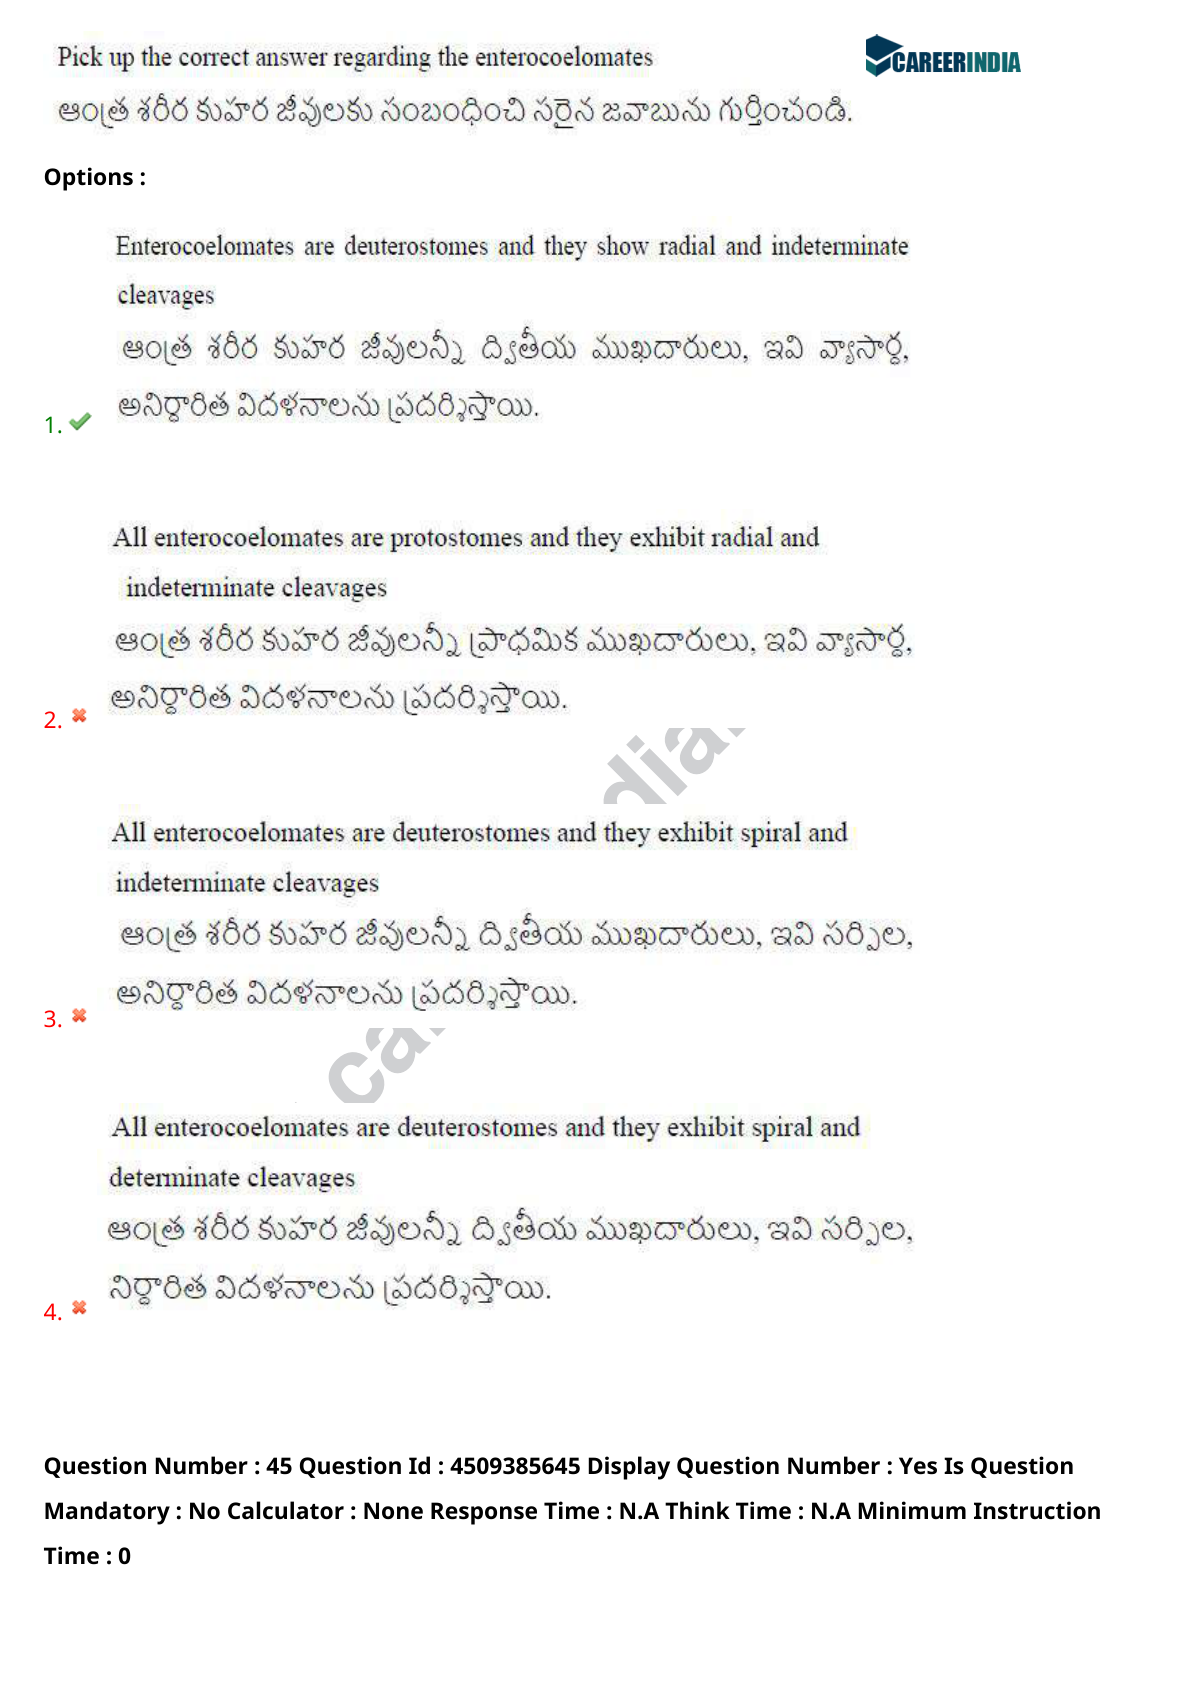 Pick up the correct answer regarding the enterocoelomates
CAREERINDIA
ఆంత్ర శరీర కుహర జీవులకు సంబంధించి సరైన జవాబును గుర్తించండి.
Options :
Enterocoelomates are deuterostomes and they show radial and indeterminate
cleavages
ఆంత్ర శరీర కుహర జీవులన్నీ ద్వితీయ ముఖదారులు, ఇవి వ్యాసార్ద,
అనిర్ధారిత విదళనాలను ప్రదర్శిస్తాయి.
1.
All enterocoelomates are protostomes and they exhibit radial and
indeterminate cleavages
ఆంత్ర శరీర కుహర జీవులన్నీ ప్రాధమిక ముఖదారులు, ఇవి వ్యాసార్ద,
అనిర్ధారిత విదళనాలను ప్రదర్శిస్తాయి.
2.
All enterocoelomates are deuterostomes and they exhibit spiral and
indeterminate cleavages
ఆంత్ర శరీర కుహర జీవులన్నీ ద్వితీయ ముఖదారులు, ఇవి సర్పిల,
అనిర్ధారిత విదళనాలను ప్రదర్శిస్తాయి.
3.
All enterocoelomates are deuterostomes and they exhibit spiral and
determinate cleavages
ఆంత్ర శరీర కుహర జీవులన్నీ ద్వితీయ ముఖదారులు, ఇవి సర్పిల,
నిర్ధారిత విదళనాలను ప్రదర్శిస్తాయి.
4.
Question Number : 45 Question Id : 4509385645 Display Question Number : Yes Is Question
Mandatory : No Calculator : None Response Time : N.A Think Time : N.A Minimum Instruction
Time : 0